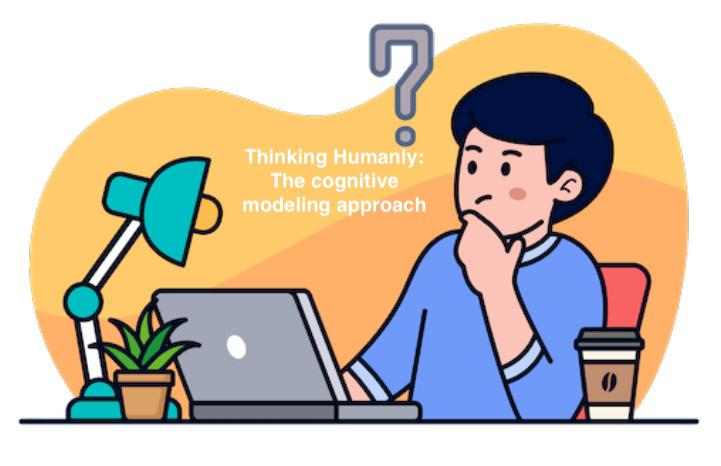 ?
Thinking Humanly:
The cognitive
modeling approach